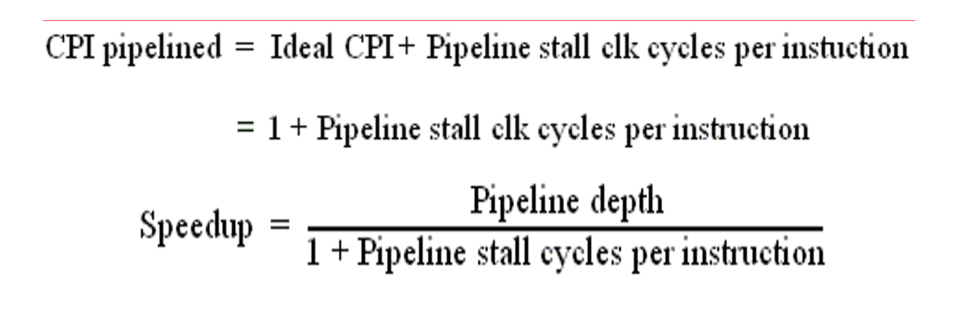 CPI pipelined = Ideal CPI+ Pipeline stall clk cycles per instuction
= 1 + Pipeline stall clk cycles per instruction
Speedup = Pipeline depth
1 + Pipeline stall cycles per instruction